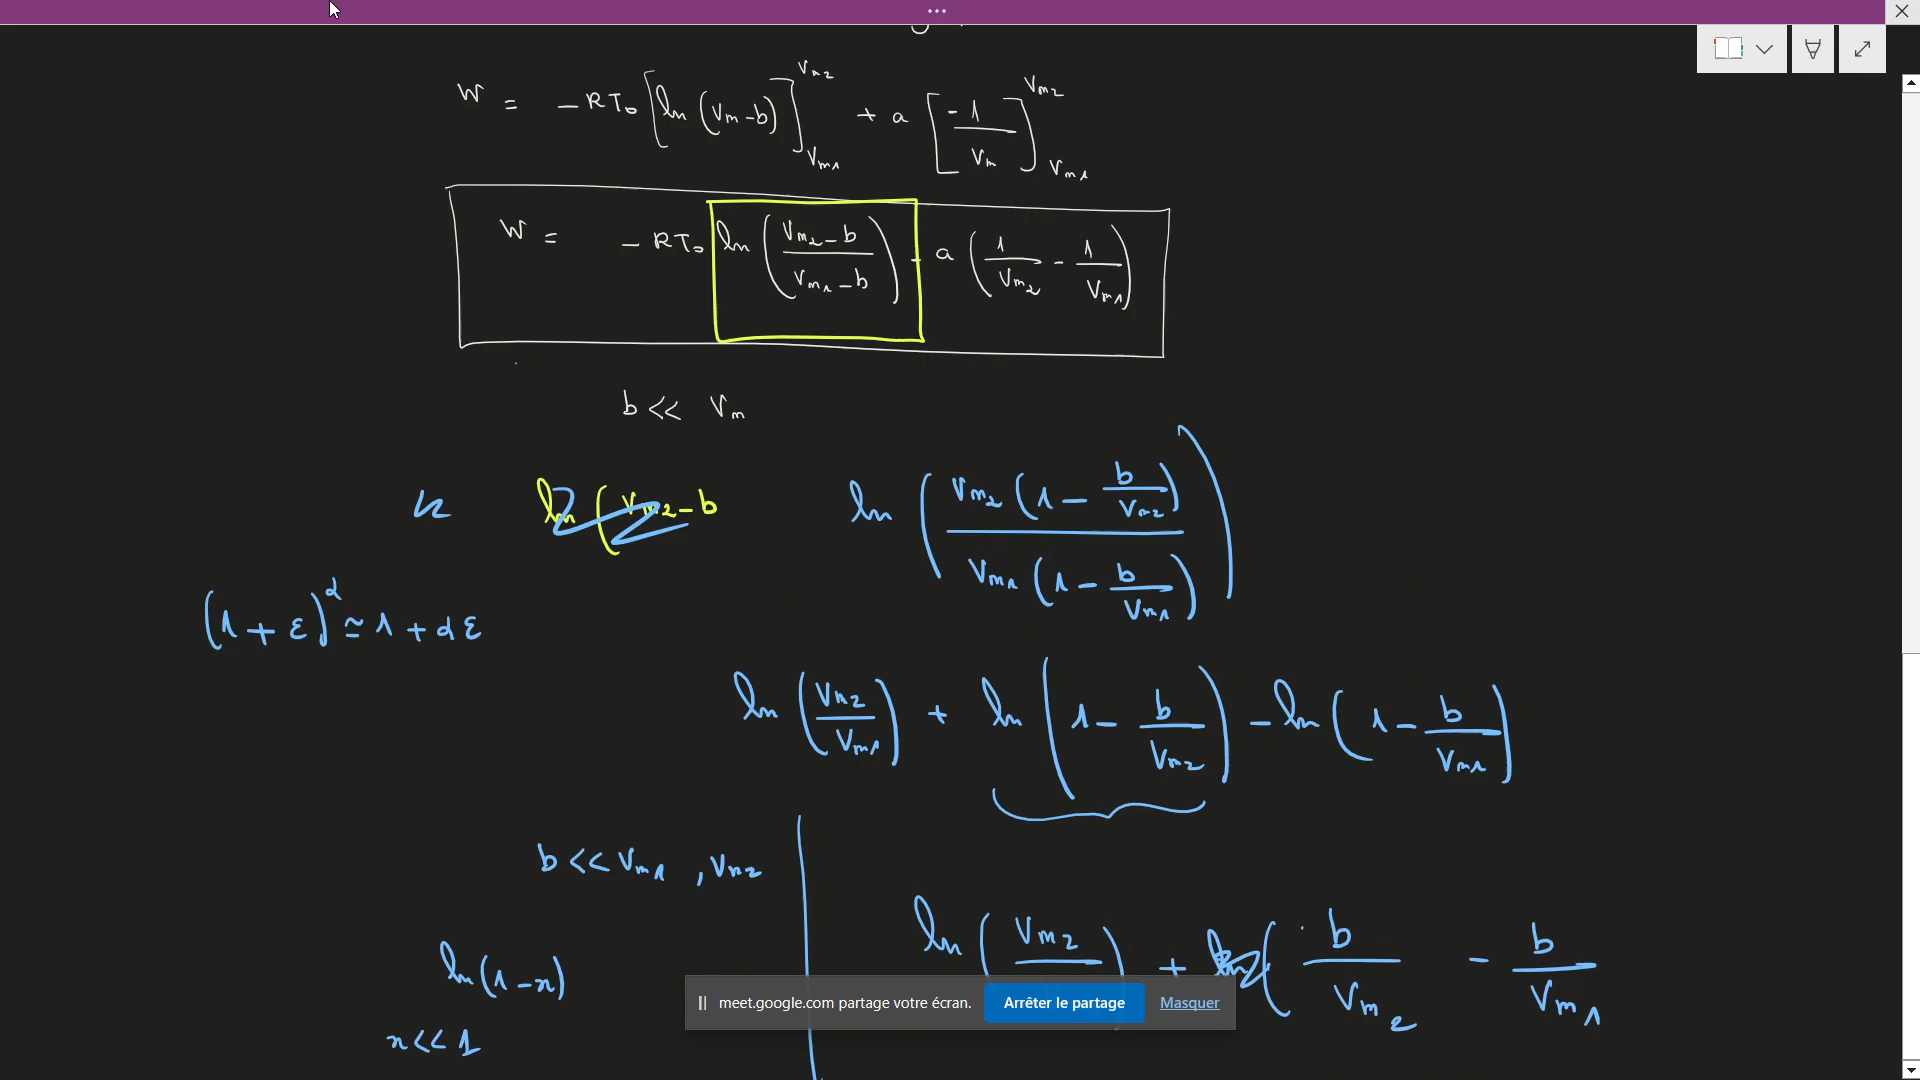 W = - RT₀ [ln (Vm - b)]_{Vm1}^{Vm2} + a [-1/Vm]_{Vm1}^{Vm2}
W = - RT₀ ln ((Vm2 - b)/(Vm1 - b)) - a (1/Vm2 - 1/Vm1)
b << Vm
ln (Vm2 - b
ln (Vm2 (1 - b/Vm2) / Vm1 (1 - b/Vm1))
(1 + ε)^α ≃ 1 + αε
ln (Vm2/Vm1) + ln (1 - b/Vm2) - ln (1 - b/Vm1)
b << Vm1 , Vm2
ln (Vm2 ) + ( b/Vm2 - b/Vm1
ln (1 - x)
meet.google.com partage votre écran. Arrêter le partage Masquer
x << 1